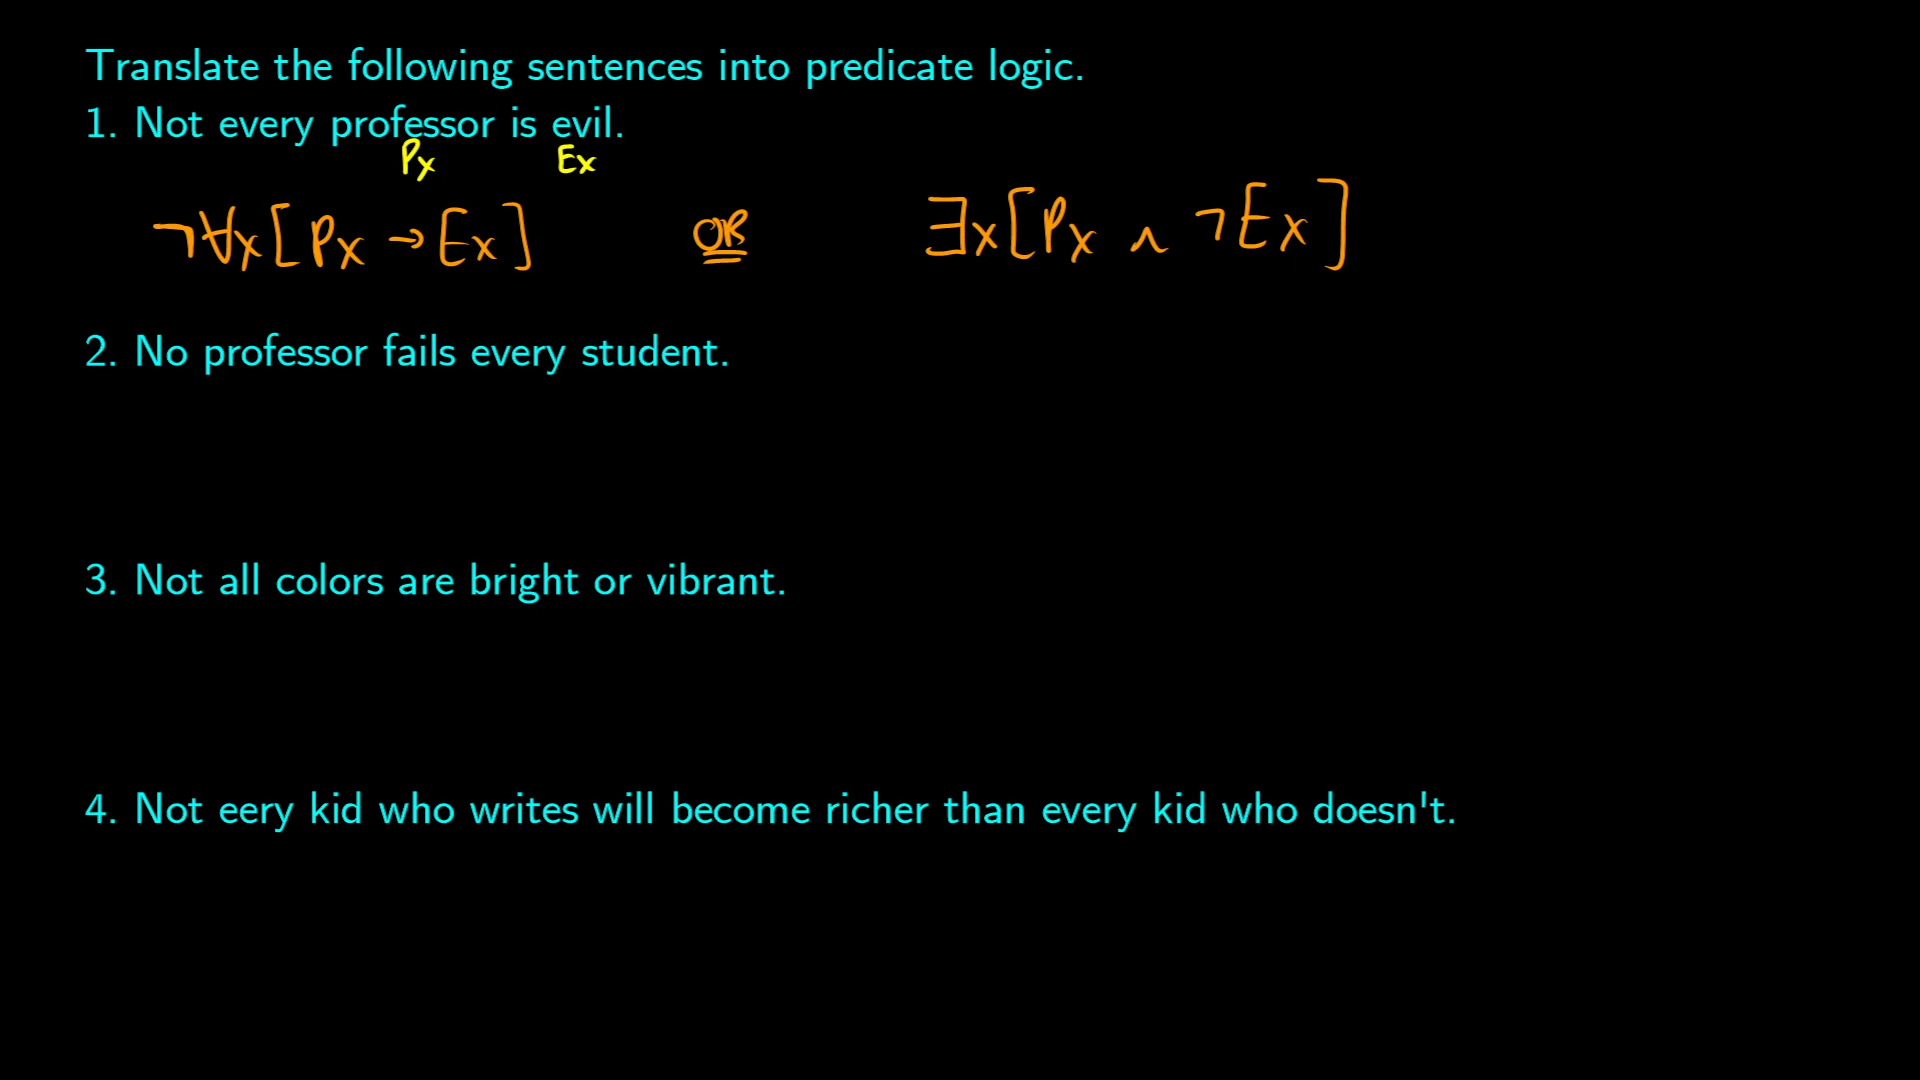 Translate the following sentences into predicate logic.
1. Not every professor is evil.
Px Ex
¬∀x[Px → Ex] OR ∃x[Px ∧ ¬Ex]
2. No professor fails every student.
3. Not all colors are bright or vibrant.
4. Not eery kid who writes will become richer than every kid who doesn't.